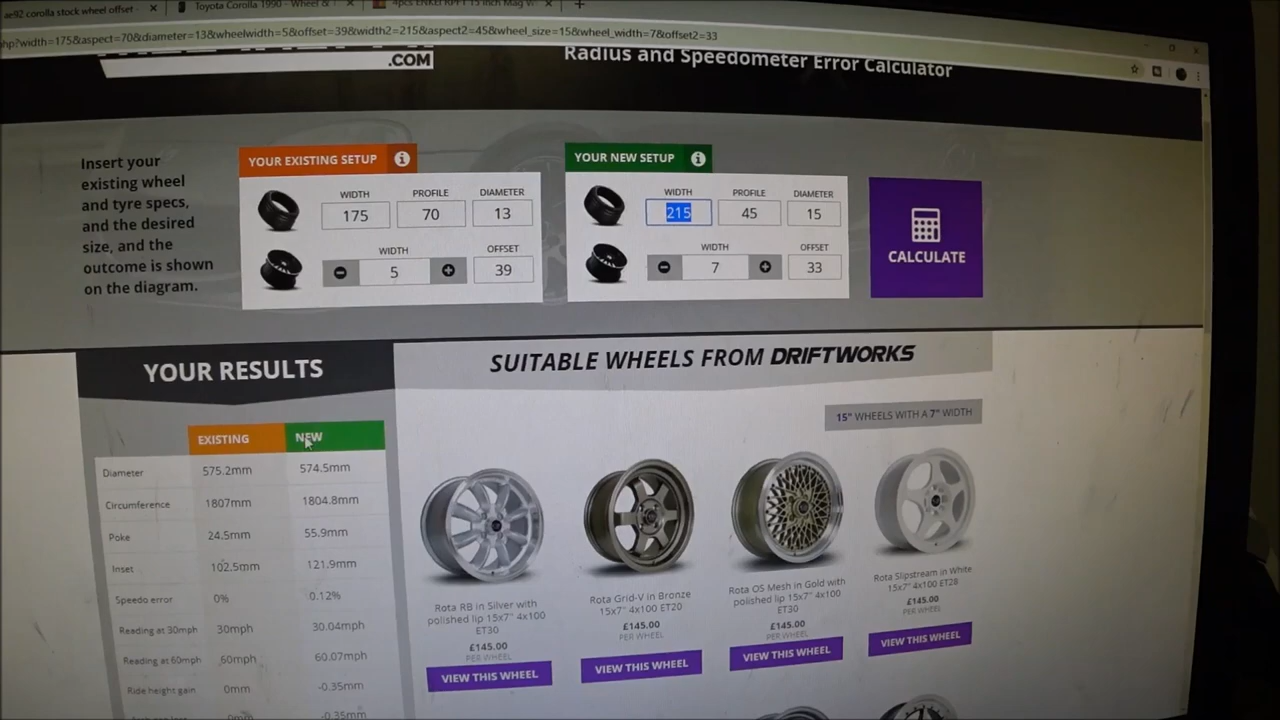 ae92 corolla stock wheel offset
Toyota Corolla 1990 - Wheel &
4pcs ENKEI RPF1 15 Inch Mag
hp?width=175&aspect=70&diameter=13&wheelwidth=5&offset=39&width2=215&aspect2=45&wheel_size=15&wheel_width=7&offset2=33
.COM
Radius and Speedometer Error Calculator
Insert your
existing wheel
and tyre specs,
and the desired
size, and the
outcome is shown
on the diagram.
YOUR EXISTING SETUP
WIDTH PROFILE DIAMETER
175 70 13
WIDTH OFFSET
5 39
YOUR NEW SETUP
WIDTH PROFILE DIAMETER
215 45 15
WIDTH OFFSET
7 33
CALCULATE
YOUR RESULTS
EXISTING NEW
Diameter 575.2mm 574.5mm
Circumference 1807mm 1804.8mm
Poke 24.5mm 55.9mm
Inset 102.5mm 121.9mm
Speedo error 0% 0.12%
Reading at 30mph 30mph 30.04mph
Reading at 60mph 60mph 60.07mph
Ride height gain 0mm -0.35mm
0mm -0.35mm
SUITABLE WHEELS FROM DRIFTWORKS
15" WHEELS WITH A 7" WIDTH
Rota RB in Silver with
polished lip 15x7" 4x100
ET30
£145.00
PER WHEEL
VIEW THIS WHEEL
Rota Grid-V in Bronze
15x7" 4x100 ET20
£145.00
PER WHEEL
VIEW THIS WHEEL
Rota OS Mesh in Gold with
polished lip 15x7" 4x100
ET30
£145.00
PER WHEEL
VIEW THIS WHEEL
Rota Slipstream in White
15x7" 4x100 ET28
£145.00
PER WHEEL
VIEW THIS WHEEL